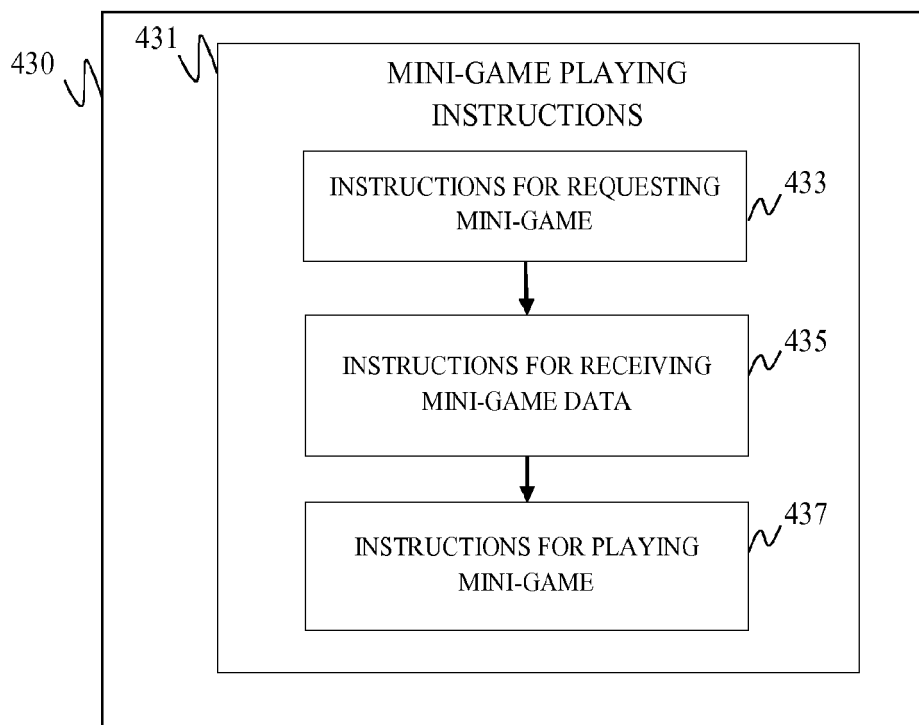 430
431
MINI-GAME PLAYING
INSTRUCTIONS
INSTRUCTIONS FOR REQUESTING
MINI-GAME
433
INSTRUCTIONS FOR RECEIVING
MINI-GAME DATA
435
INSTRUCTIONS FOR PLAYING
MINI-GAME
437